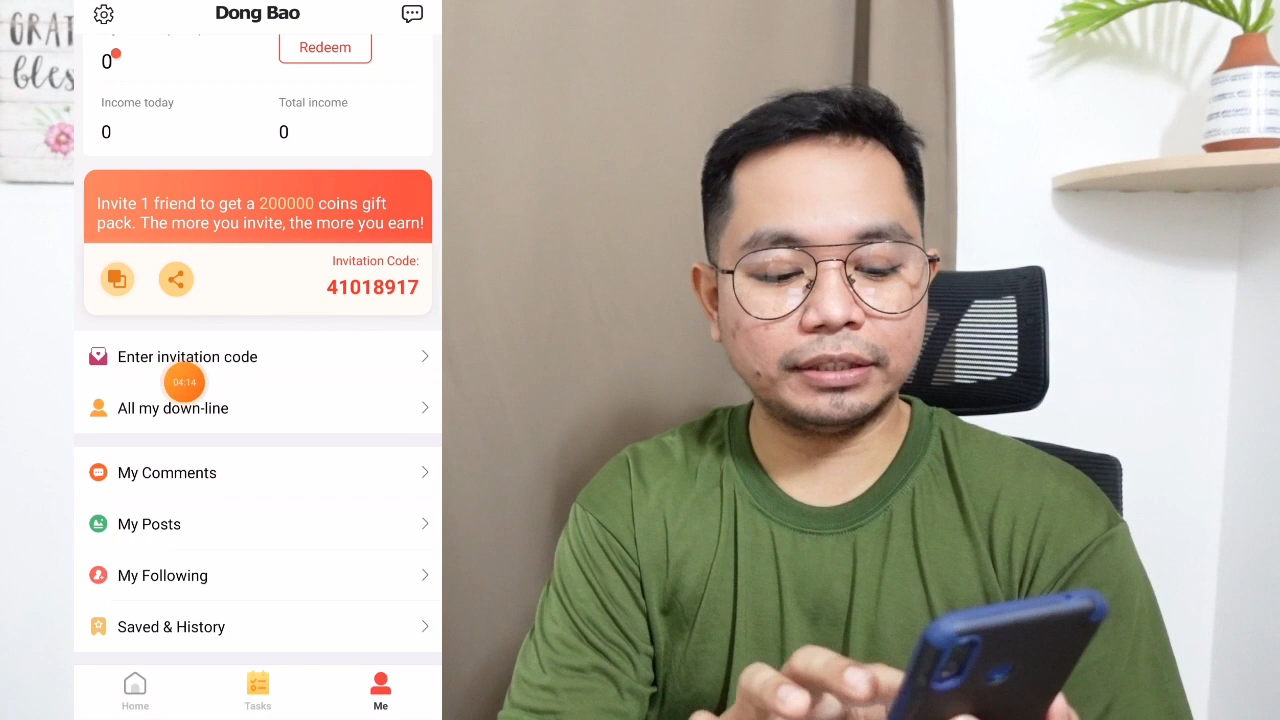 GRAT
bles
Dong Bao
0
Redeem
Income today
Total income
0
0
Invite 1 friend to get a 200000 coins gift
pack. The more you invite, the more you earn!
Invitation Code:
41018917
Enter invitation code
04:14
All my down-line
My Comments
My Posts
My Following
Saved & History
Home
Tasks
Me